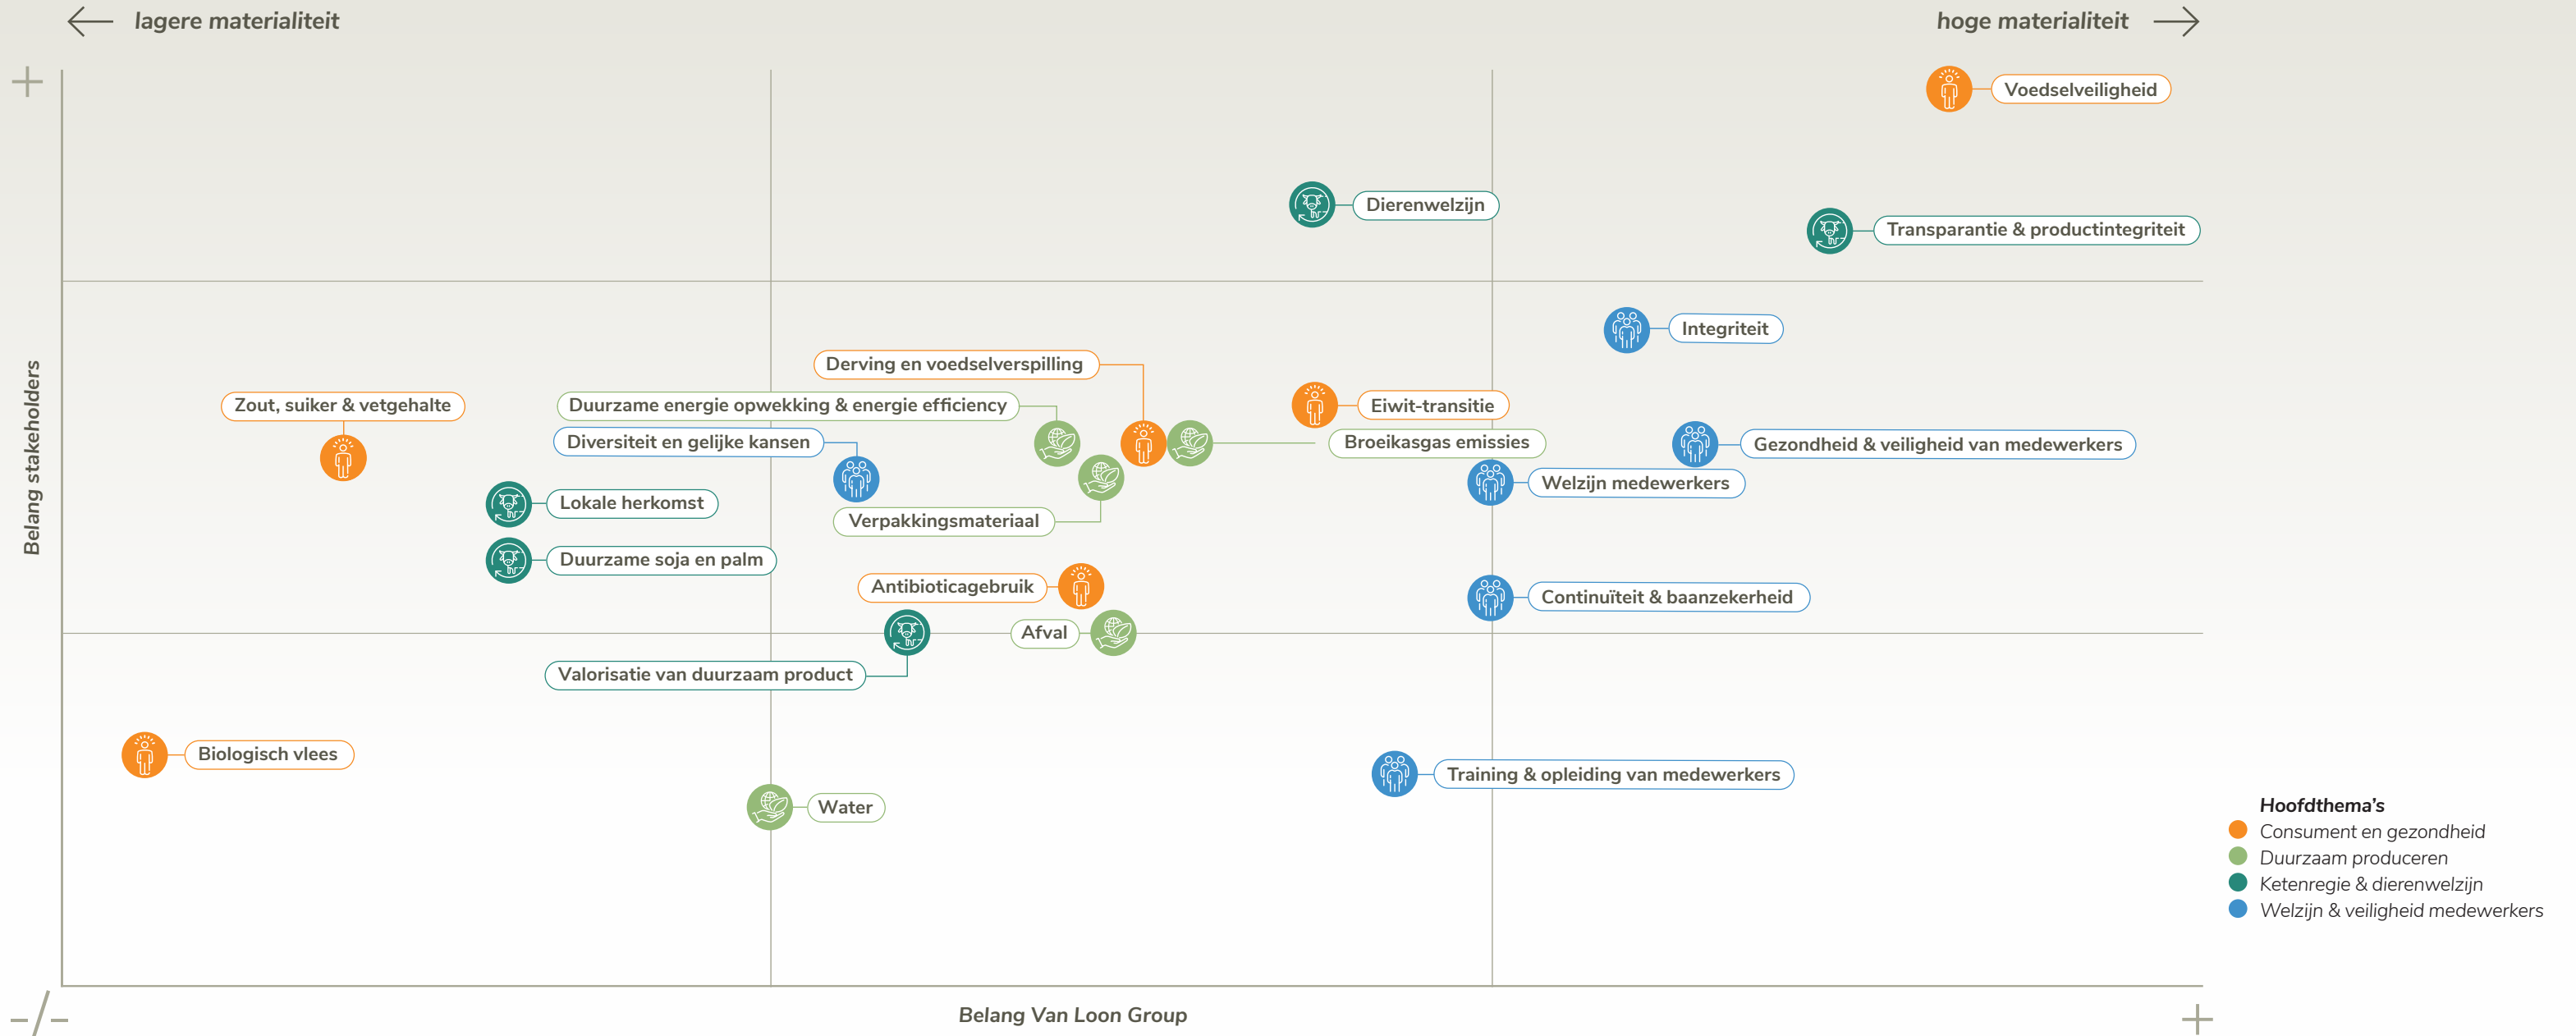 lagere materialiteit
hoge materialiteit
Voedselveiligheid
Dierenwelzijn
Transparantie & productintegriteit
Integriteit
Derving en voedselverspilling
Zout, suiker & vetgehalte
Duurzame energie opwekking & energie efficiency
Eiwit-transitie
Diversiteit en gelijke kansen
Broeikasgas emissies
Gezondheid & veiligheid van medewerkers
Welzijn medewerkers
Lokale herkomst
Verpakkingsmateriaal
Duurzame soja en palm
Antibioticagebruik
Continuïteit & baanzekerheid
Afval
Valorisatie van duurzaam product
Biologisch vlees
Training & opleiding van medewerkers
Water
Belang stakeholders
Belang Van Loon Group
Hoofdthema’s
Consument en gezondheid
Duurzaam produceren
Ketenregie & dierenwelzijn
Welzijn & veiligheid medewerkers